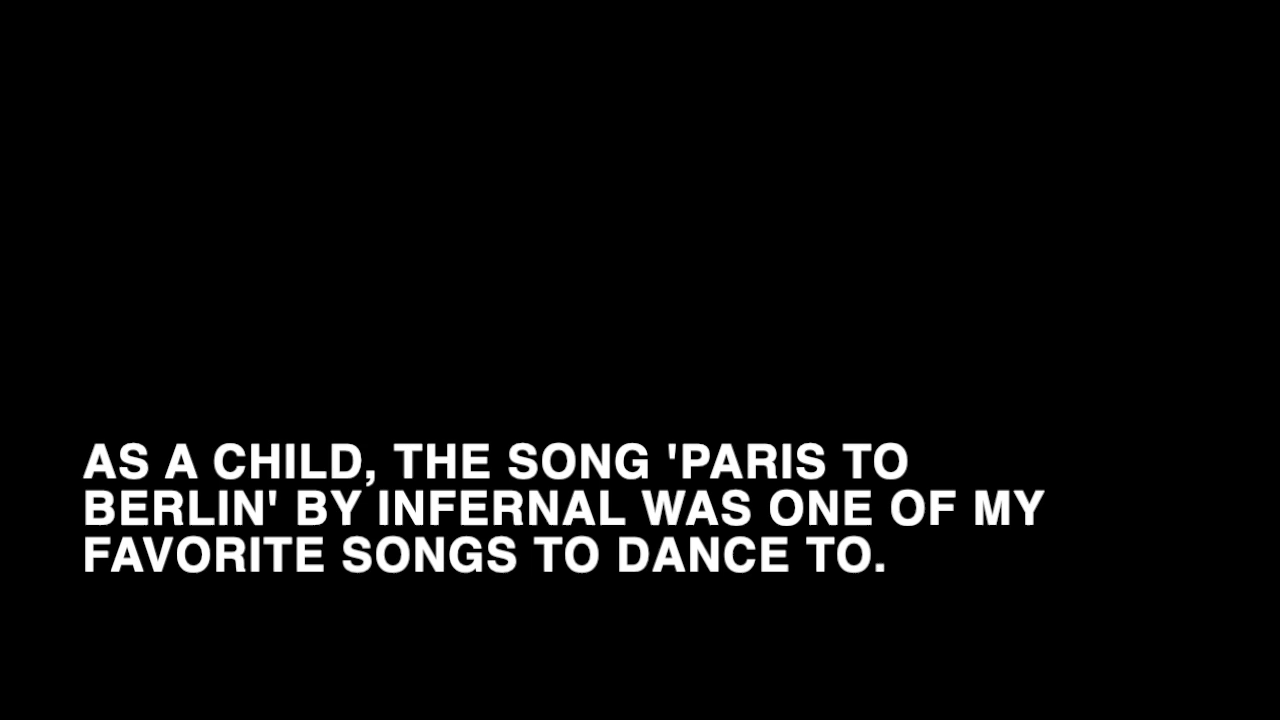 AS A CHILD, THE SONG 'PARIS TO
BERLIN' BY INFERNAL WAS ONE OF MY
FAVORITE SONGS TO DANCE TO.